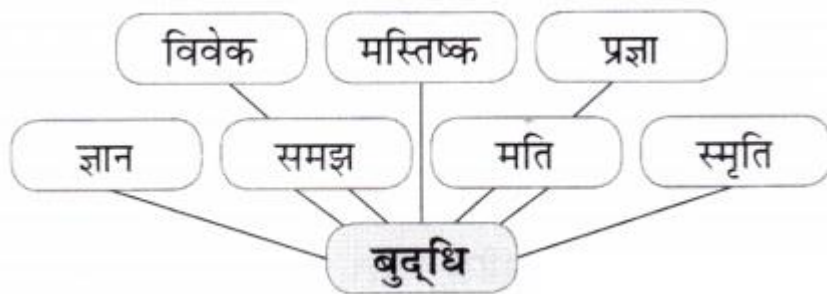 विवेक मस्तिष्क प्रज्ञा
ज्ञान समझ मति स्मृति
बुद्‌धि